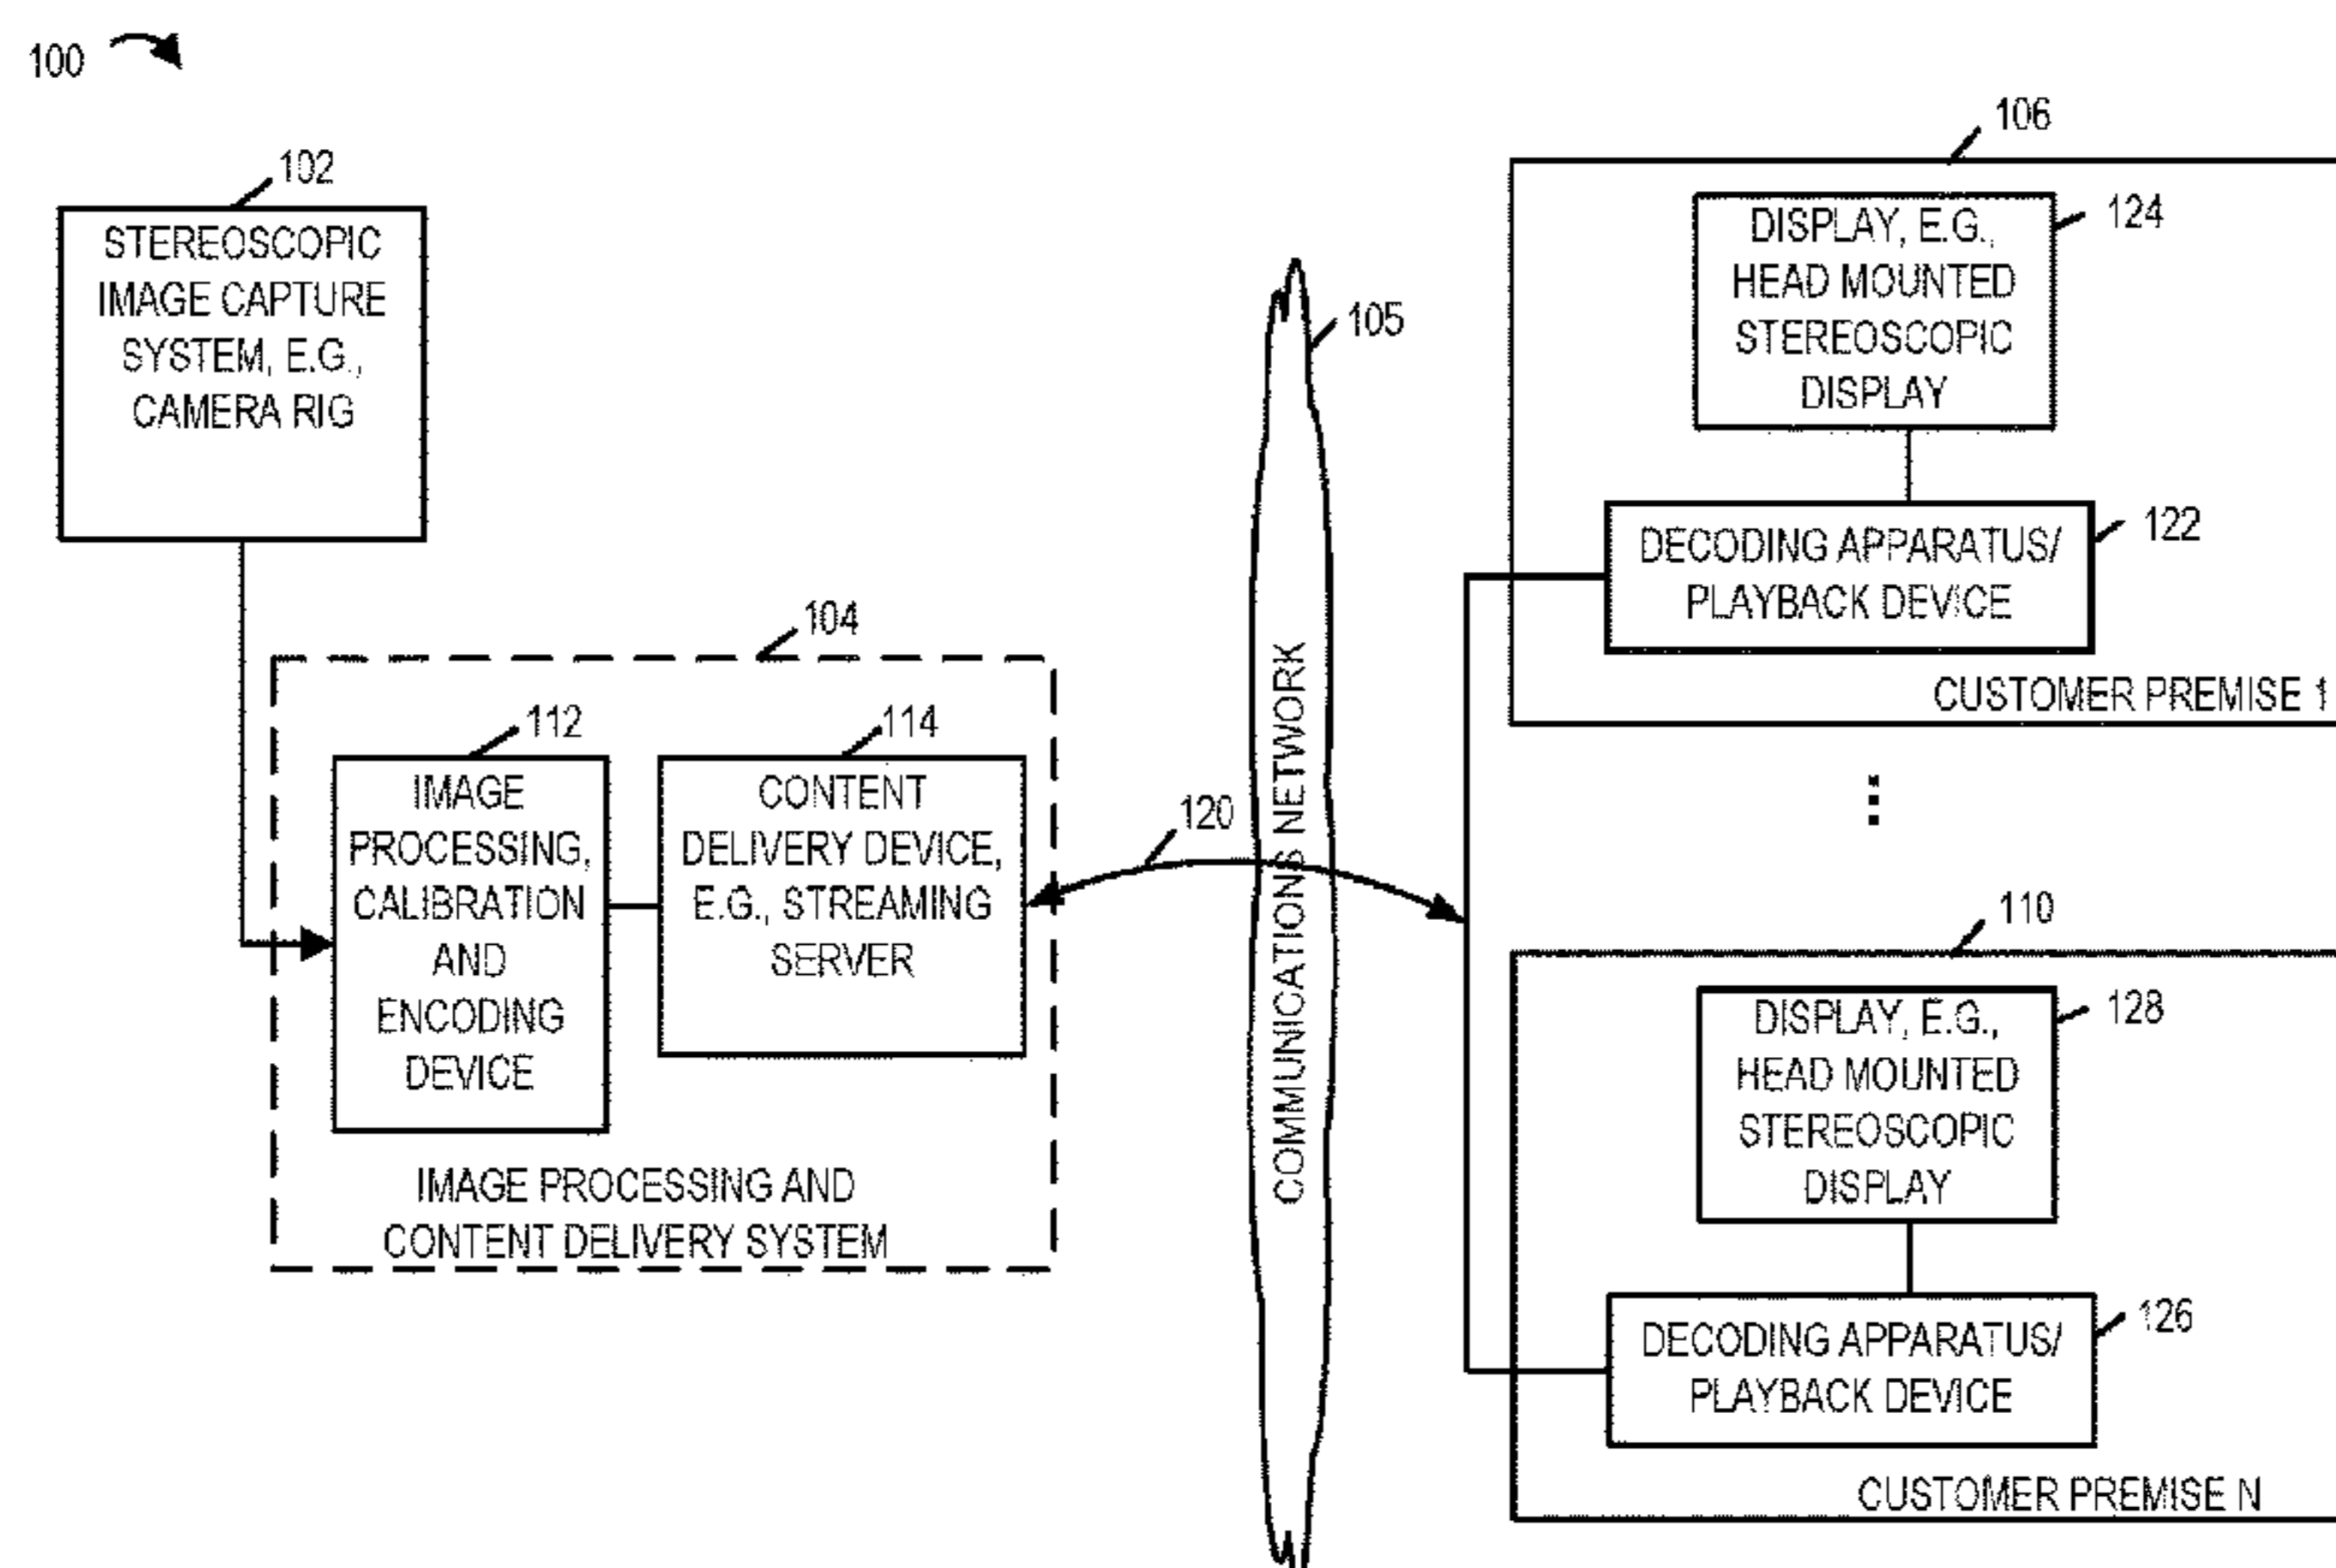 100
102
STEREOSCOPIC
IMAGE CAPTURE
SYSTEM, E.G.,
CAMERA RIG
104
112
IMAGE
PROCESSING,
CALIBRATION
AND
ENCODING
DEVICE
114
CONTENT
DELIVERY DEVICE,
E.G., STREAMING
SERVER
IMAGE PROCESSING AND
CONTENT DELIVERY SYSTEM
120
105
COMMUNICATIONS NETWORK
106
DISPLAY, E.G.,
HEAD MOUNTED
STEREOSCOPIC
DISPLAY
124
DECODING APPARATUS/
PLAYBACK DEVICE
122
CUSTOMER PREMISE 1
110
DISPLAY, E.G.,
HEAD MOUNTED
STEREOSCOPIC
DISPLAY
128
DECODING APPARATUS/
PLAYBACK DEVICE
126
CUSTOMER PREMISE N